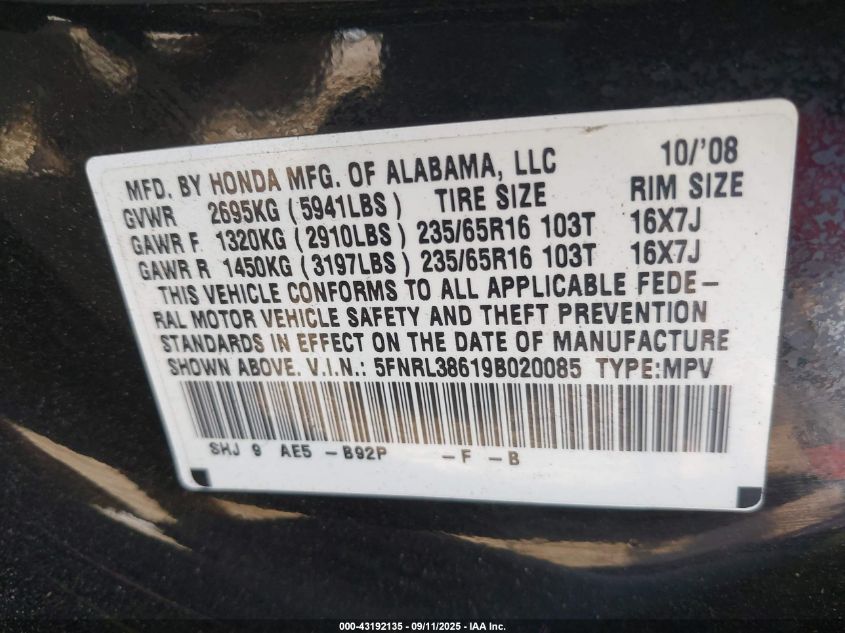 MFD. BY HONDA MFG. OF ALABAMA, LLC 10/'08
GVWR 2695KG (5941LBS) TIRE SIZE RIM SIZE
GAWR F 1320KG (2910LBS) 235/65R16 103T 16X7J
GAWR R 1450KG (3197LBS) 235/65R16 103T 16X7J
THIS VEHICLE CONFORMS TO ALL APPLICABLE FEDE-
RAL MOTOR VEHICLE SAFETY AND THEFT PREVENTION
STANDARDS IN EFFECT ON THE DATE OF MANUFACTURE
SHOWN ABOVE. V.I.N.: 5FNRL38619B020085 TYPE:MPV
SHJ 9 AE5 -B92P -F -B
000-43192135 - 09/11/2025 - IAA Inc.